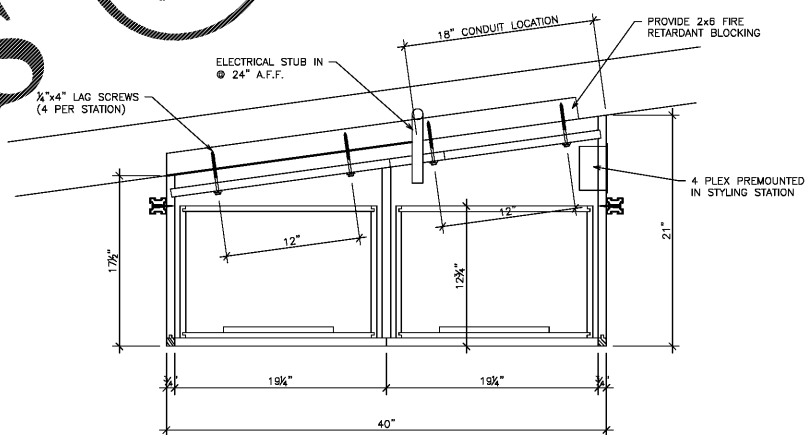 18" CONDUIT LOCATION
PROVIDE 2x6 FIRE
RETARDANT BLOCKING
ELECTRICAL STUB IN
@ 24" A.F.F.
¼"x4" LAG SCREWS
(4 PER STATION)
4 PLEX PREMOUNTED
IN STYLING STATION
12"
12"
17½"
12¾"
21"
¾"
19¼"
19¼"
¾"
40"